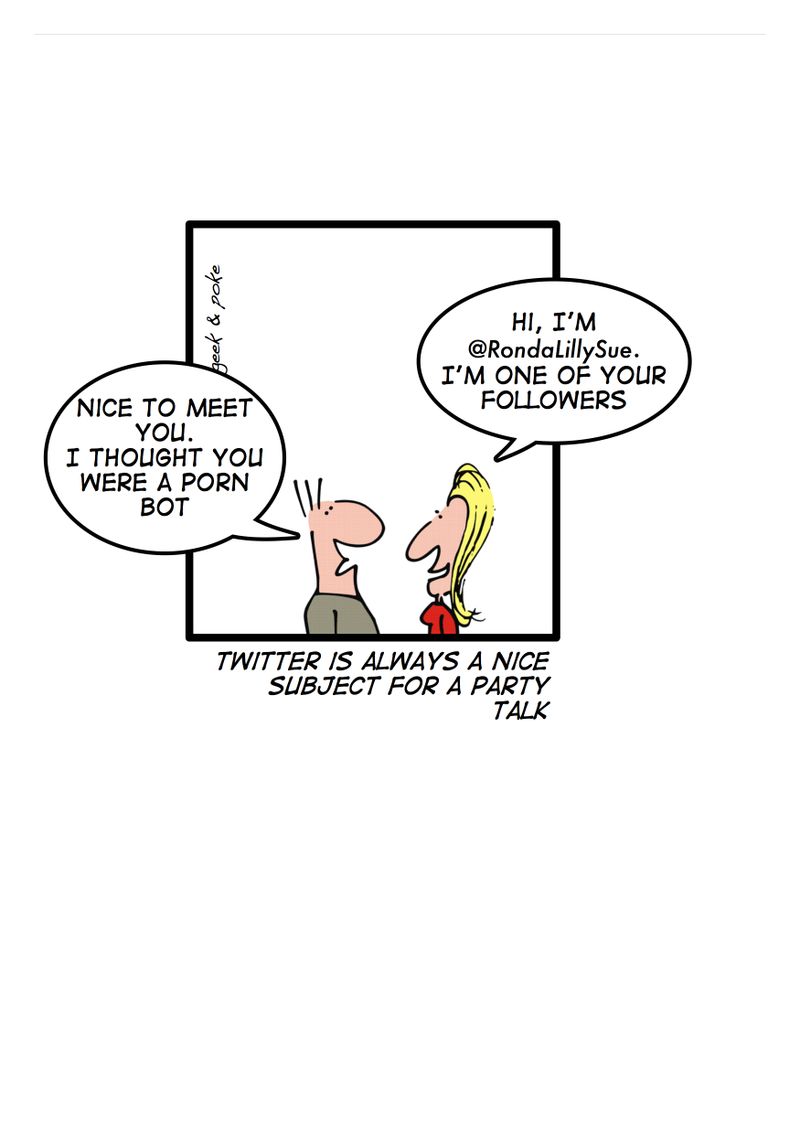 geek & poke
HI, I'M
@RondaLillySue.
I'M ONE OF YOUR
FOLLOWERS
NICE TO MEET
YOU.
I THOUGHT YOU
WERE A PORN
BOT
TWITTER IS ALWAYS A NICE
SUBJECT FOR A PARTY
TALK